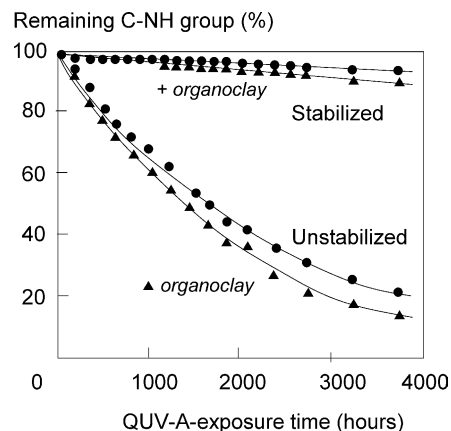 Remaining C-NH group (%)
100
+ organoclay
80
Stabilized
60
40
Unstabilized
20
organoclay
0 1000 2000 3000 4000
QUV-A-exposure time (hours)